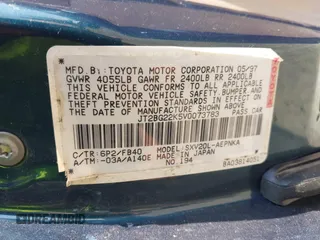 MFD. BY: TOYOTA MOTOR CORPORATION 05/97
GVWR 4055LB GAWR FR 2400LB RR 2400LB
THIS VEHICLE CONFORMS TO ALL APPLICABLE
FEDERAL MOTOR VEHICLE SAFETY, BUMPER, AND
THEFT PREVENTION STANDARDS IN EFFECT ON
THE DATE OF MANUFACTURE SHOWN ABOVE.
JT2BG22K5V0073783 PASS CAR
C/TR: 6P2/FB40 MODEL: SXV20L-AEPNKA
A/TM: -03A/A140E MADE IN JAPAN
NO.194
DREAMBID